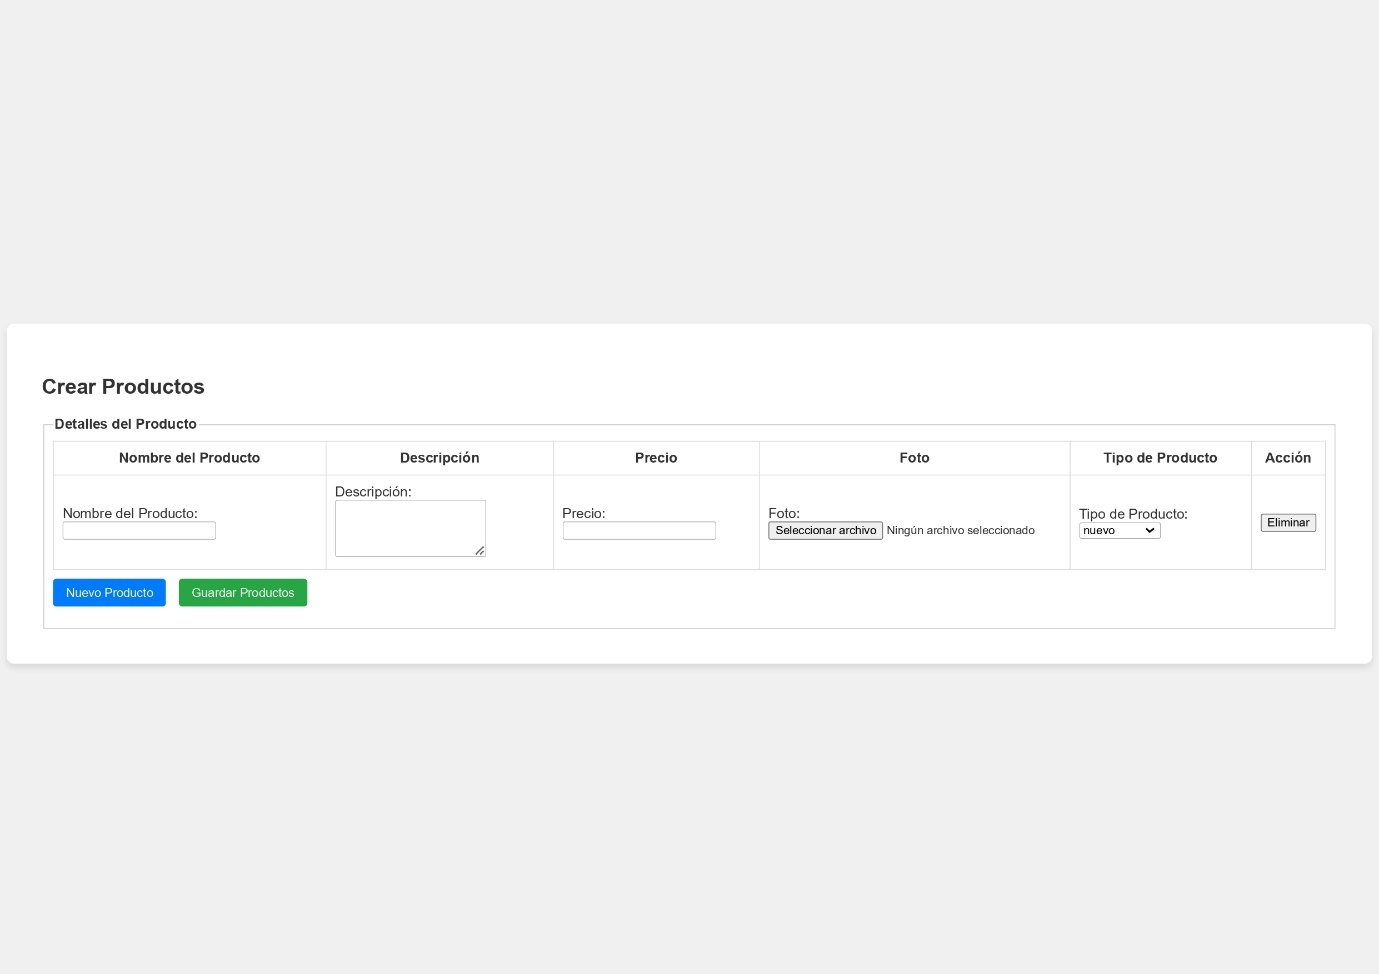 Crear Productos
Detalles del Producto
Nombre del Producto Descripción Precio Foto Tipo de Producto Acción
Nombre del Producto: Descripción: Precio: Foto: Tipo de Producto:
Seleccionar archivo Ningún archivo seleccionado nuevo Eliminar
Nuevo Producto Guardar Productos